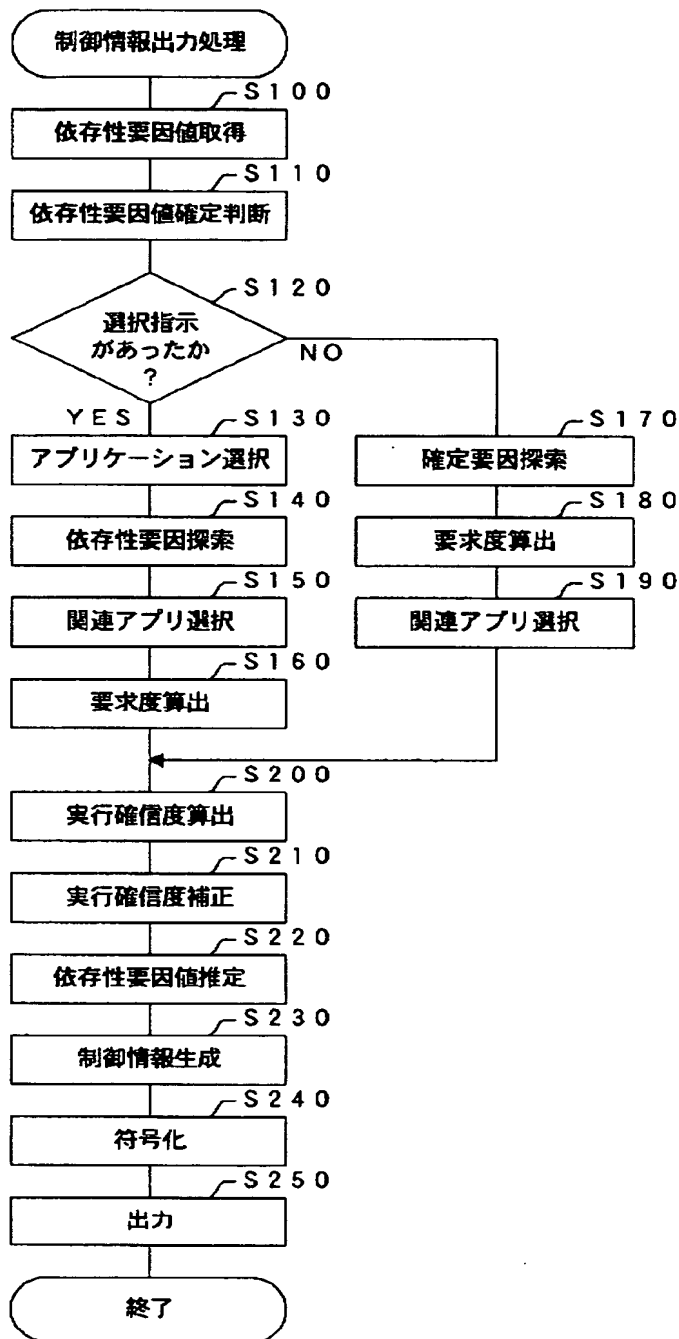 制御情報出力処理
S100
依存性要因値取得
S110
依存性要因値確定判断
S120
選択指示
があったか
?
NO
YES
S130
アプリケーション選択
S140
依存性要因探索
S150
関連アプリ選択
S160
要求度算出
S170
確定要因探索
S180
要求度算出
S190
関連アプリ選択
S200
実行確信度算出
S210
実行確信度補正
S220
依存性要因値推定
S230
制御情報生成
S240
符号化
S250
出力
終了